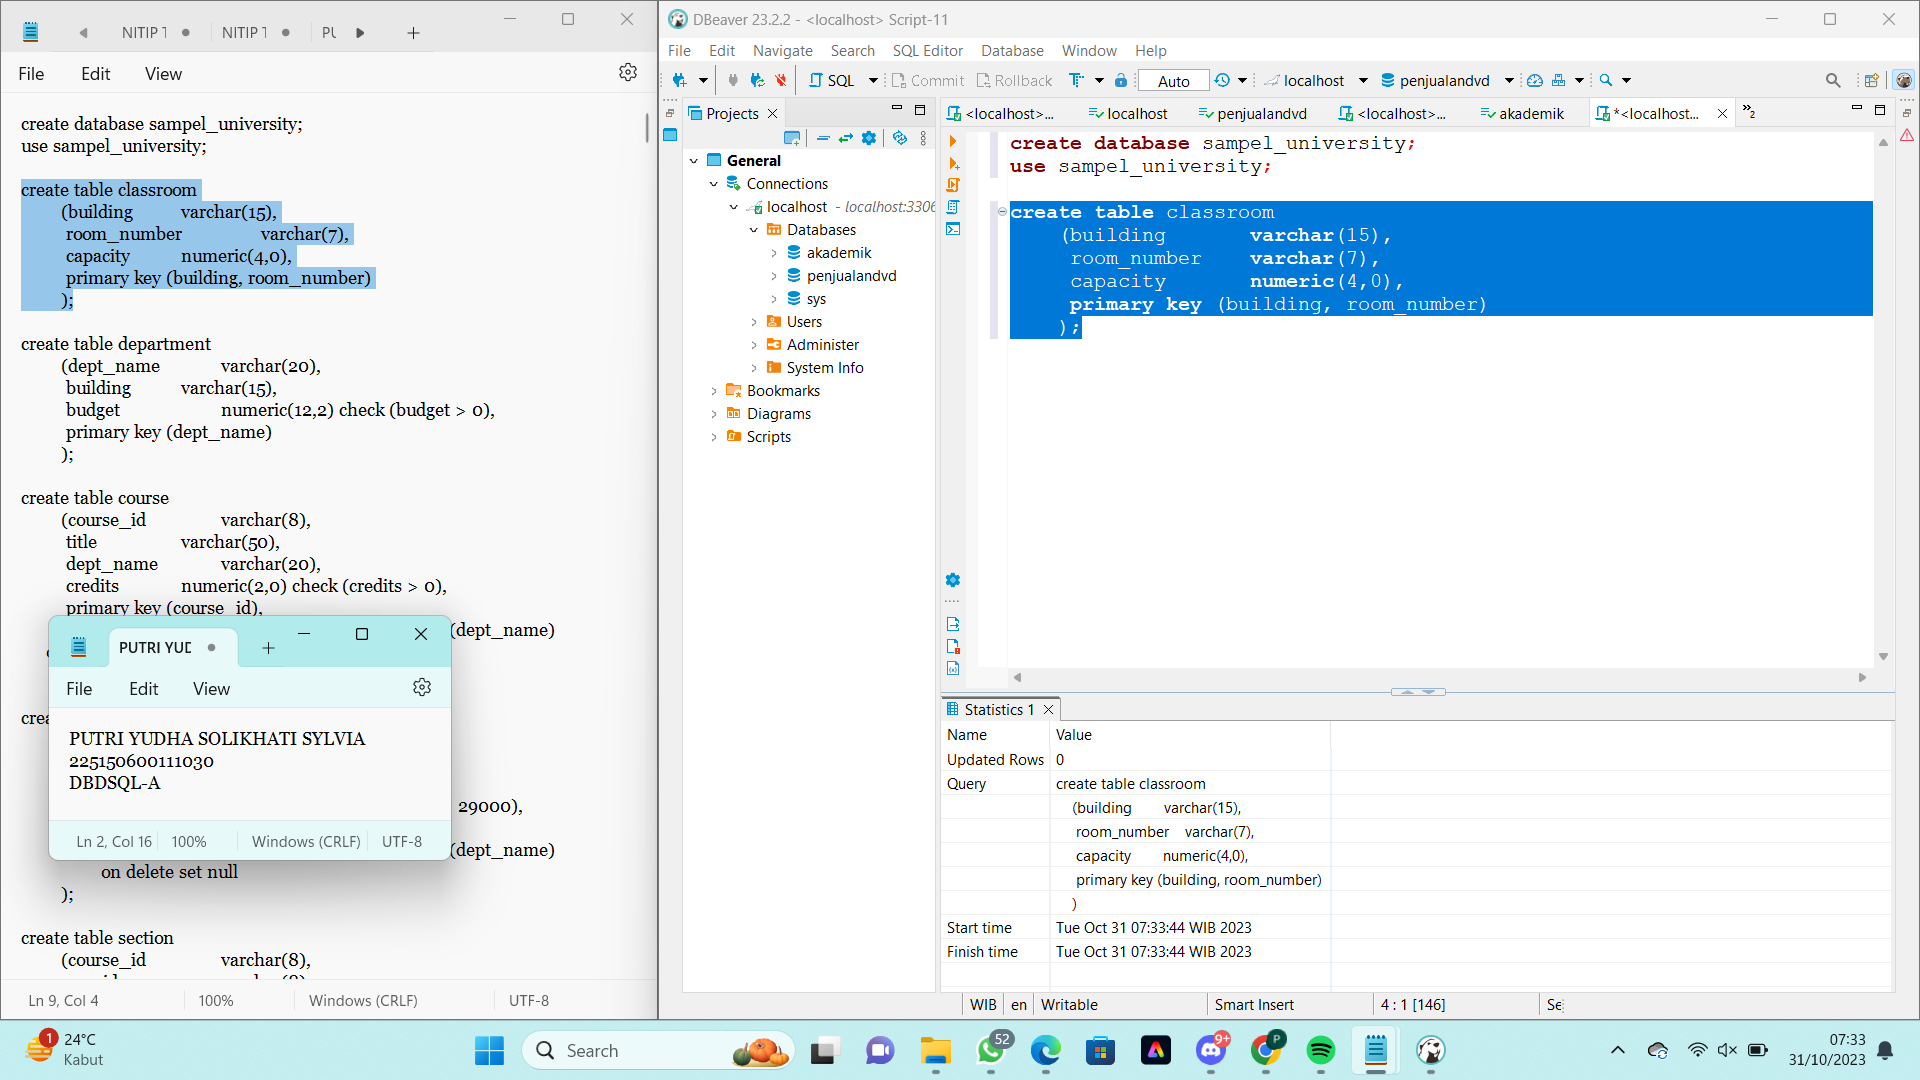 NITIP T
NITIP T
PU
File
Edit
View
create database sampel_university;
use sampel_university;
create table classroom
(building varchar(15),
room_number varchar(7),
capacity numeric(4,0),
primary key (building, room_number)
);
create table department
(dept_name varchar(20),
building varchar(15),
budget numeric(12,2) check (budget > 0),
primary key (dept_name)
);
create table course
(course_id varchar(8),
title varchar(50),
dept_name varchar(20),
credits numeric(2,0) check (credits > 0),
primary key (course_id),
(dept_name)
crea
29000),
(dept_name)
on delete set null
);
create table section
(course_id varchar(8),
Ln 9, Col 4
100%
Windows (CRLF)
UTF-8
PUTRI YUD
File
Edit
View
PUTRI YUDHA SOLIKHATI SYLVIA
225150600111030
DBDSQL-A
Ln 2, Col 16
100%
Windows (CRLF)
UTF-8
DBeaver 23.2.2 - <localhost> Script-11
File Edit Navigate Search SQL Editor Database Window Help
SQL
Commit
Rollback
Auto
localhost
penjualandvd
Projects
General
Connections
localhost - localhost:3306
Databases
akademik
penjualandvd
sys
Users
Administer
System Info
Bookmarks
Diagrams
Scripts
<localhost>...
localhost
penjualandvd
<localhost>...
akademik
*<localhost...
»2
create database sampel_university;
use sampel_university;
create table classroom
(building varchar(15),
room_number varchar(7),
capacity numeric(4,0),
primary key (building, room_number)
);
Statistics 1
Name Value
Updated Rows 0
Query create table classroom
(building varchar(15),
room_number varchar(7),
capacity numeric(4,0),
primary key (building, room_number)
)
Start time Tue Oct 31 07:33:44 WIB 2023
Finish time Tue Oct 31 07:33:44 WIB 2023
WIB
en
Writable
Smart Insert
4 : 1 [146]
Se
1
24°C
Kabut
Search
52
9+
P
07:33
31/10/2023